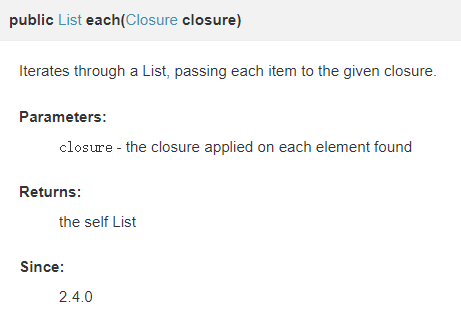 public List each(Closure closure)
Iterates through a List, passing each item to the given closure.
Parameters:
closure - the closure applied on each element found
Returns:
the self List
Since:
2.4.0